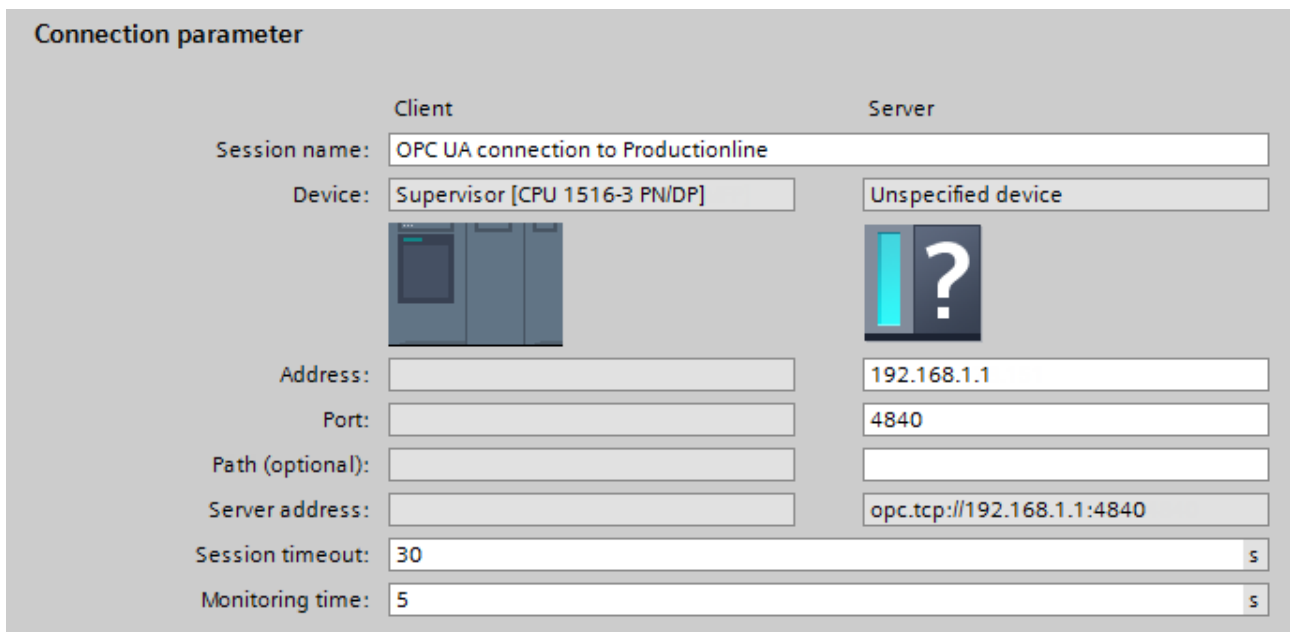 Connection parameter
Client Server
Session name: OPC UA connection to Productionline
Device: Supervisor [CPU 1516-3 PN/DP] Unspecified device
?
Address: 192.168.1.1
Port: 4840
Path (optional):
Server address: opc.tcp://192.168.1.1:4840
Session timeout: 30 s
Monitoring time: 5 s